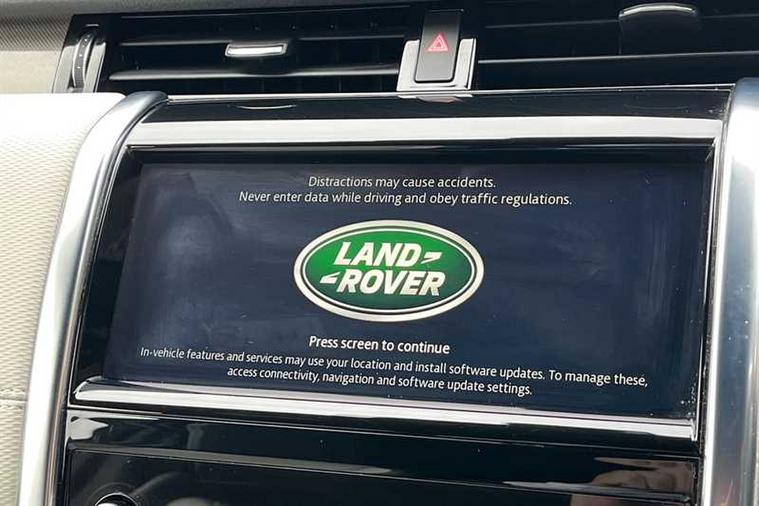 Distractions may cause accidents.
Never enter data while driving and obey traffic regulations.
LAND
ROVER
Press screen to continue
In-vehicle features and services may use your location and install software updates. To manage these,
access connectivity, navigation and software update settings.